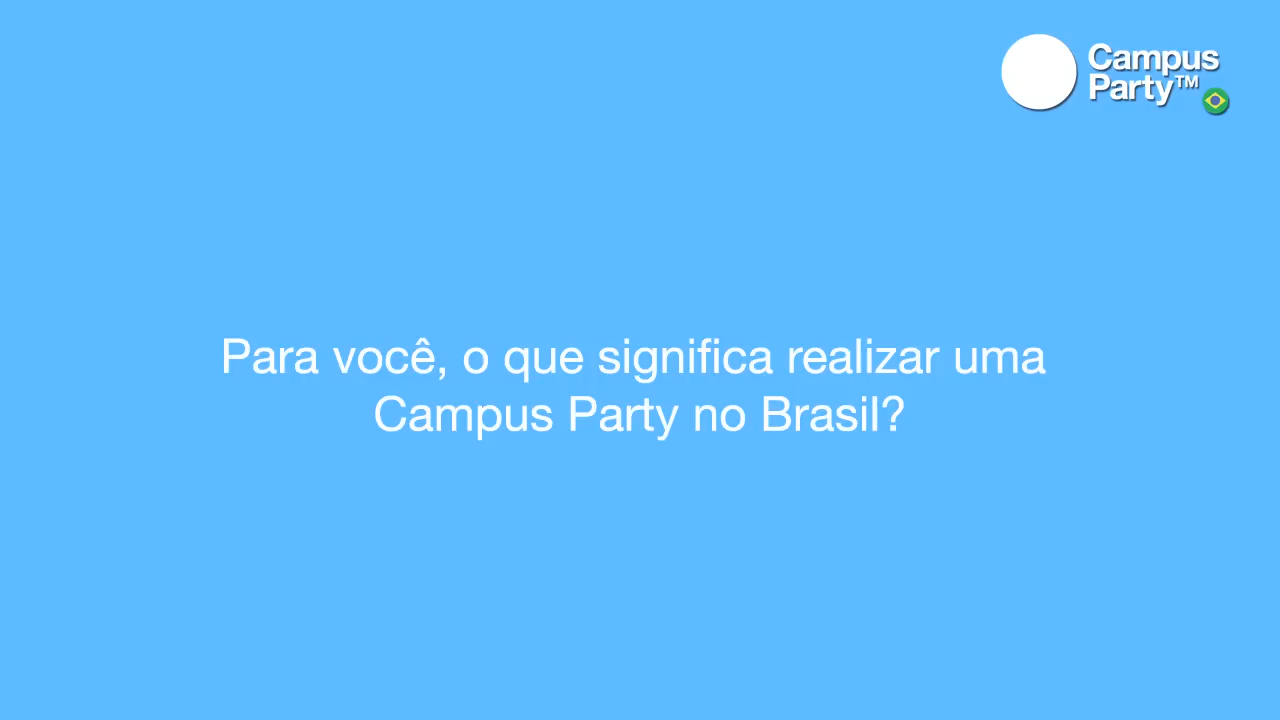 Campus
Party™
Para você, o que significa realizar uma
Campus Party no Brasil?